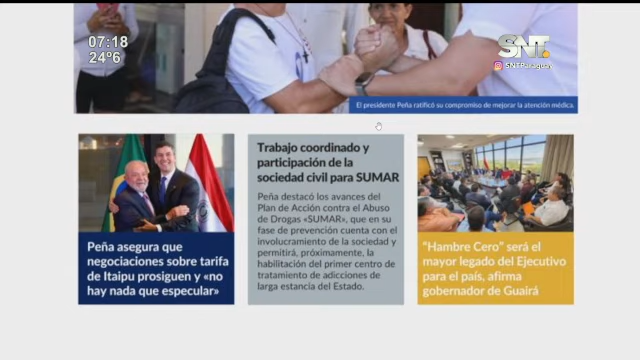 07:18
24°6
SNT
SNTParaguay
El presidente Peña ratificó su compromiso de mejorar la atención médica.
Peña asegura que
negociaciones sobre tarifa
de Itaipu prosiguen y «no
hay nada que especular»
Trabajo coordinado y
participación de la
sociedad civil para SUMAR
Peña destacó los avances del
Plan de Acción contra el Abuso
de Drogas «SUMAR», que en su
fase de prevención cuenta con el
involucramiento de la sociedad y
permitirá, próximamente, la
habilitación del primer centro de
tratamiento de adicciones de
larga estancia del Estado.
“Hambre Cero” será el
mayor legado del Ejecutivo
para el país, afirma
gobernador de Guairá